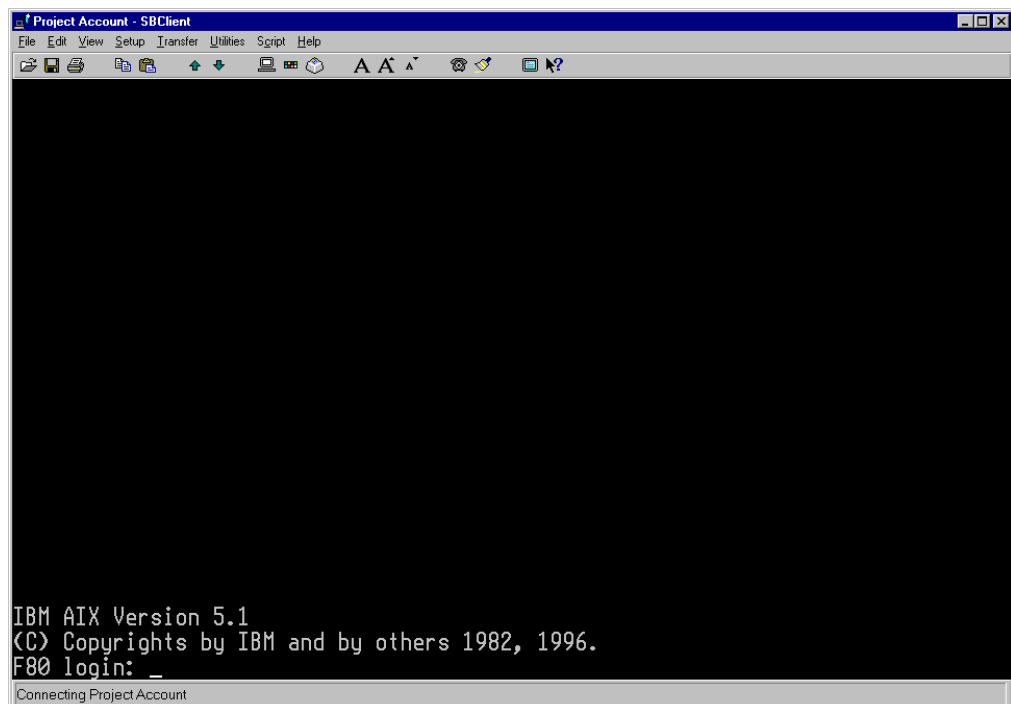 Project Account - SBClient
File Edit View Setup Transfer Utilities Script Help
A A A
IBM AIX Version 5.1
(C) Copyrights by IBM and by others 1982, 1996.
F80 login: _
Connecting Project Account